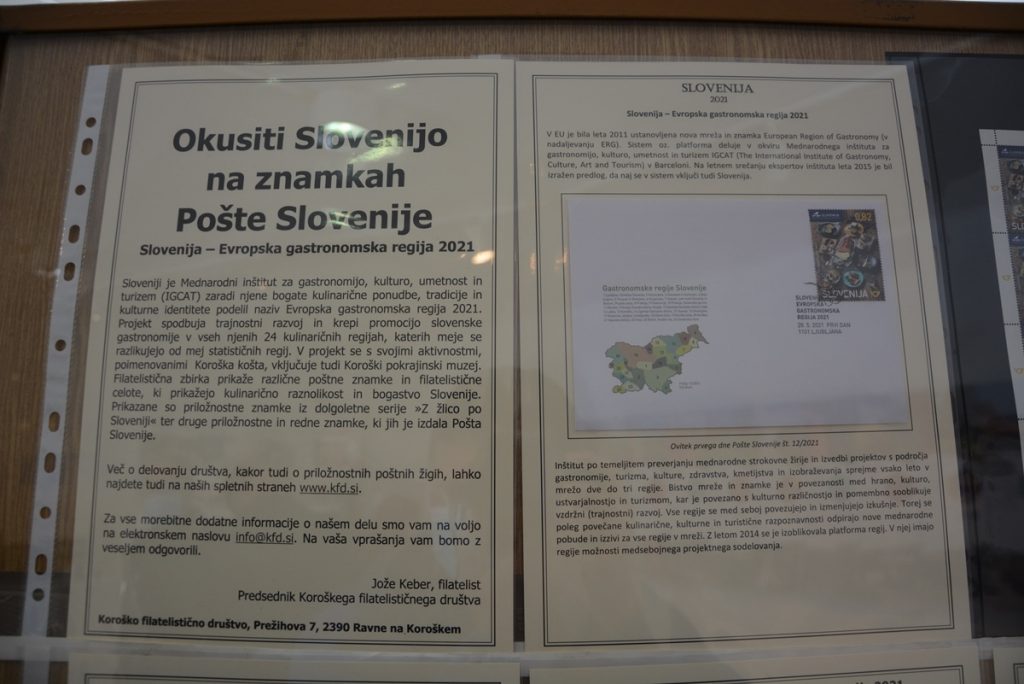 Okusiti Slovenijo
na znamkah
Pošte Slovenije
Slovenija – Evropska gastronomska regija 2021
Sloveniji je Mednarodni inštitut za gastronomijo, kulturo, umetnost in
turizem (IGCAT) zaradi njene bogate kulinarične ponudbe, tradicije in
kulturne identitete podelil naziv Evropska gastronomska regija 2021.
Projekt spodbuja trajnostni razvoj in krepi promocijo slovenske
gastronomije v vseh njenih 24 kulinaričnih regijah, katerih meje se
razlikujejo od mej statističnih regij. V projekt se s svojimi aktivnostmi,
poimenovanimi Koroška košta, vključuje tudi Koroški pokrajinski muzej.
Filatelistična zbirka prikaže različne poštne znamke in filatelistične
celote, ki prikažejo kulinarično raznolikost in bogastvo Slovenije.
Prikazane so priložnostne znamke iz dolgoletne serije »Z žlico po
Sloveniji« ter druge priložnostne in redne znamke, ki jih je izdala Pošta
Slovenije.
Več o delovanju društva, kakor tudi o priložnostnih poštnih žigih, lahko
najdete tudi na naših spletnih straneh www.kfd.si.
Za vse morebitne dodatne informacije o našem delu smo vam na voljo
na elektronskem naslovu info@kfd.si. Na vaša vprašanja vam bomo z
veseljem odgovorili.
Jože Keber, filatelist
Predsednik Koroškega filatelističnega društva
Koroško filatelistično društvo, Prežihova 7, 2390 Ravne na Koroškem
SLOVENIJA
2021
Slovenija – Evropska gastronomska regija 2021
V EU je bila leta 2011 ustanovljena nova mreža in znamka European Region of Gastronomy (v
nadaljevanju ERG). Sistem oz. platforma deluje v okviru Mednarodnega inštituta za
gastronomijo, kulturo, umetnost in turizem IGCAT (The International Institute of Gastronomy,
Culture, Art and Tourism) v Barceloni. Na letnem srečanju ekspertov inštituta leta 2015 je bil
izražen predlog, da naj se v sistem vključi tudi Slovenija.
0,82
SLOVENIJA
Gastronomske regije Slovenije
SLOVENIJA
EVROPSKA
GASTRONOMSKA
REGIJA 2021
28. 5. 2021 PRVI DAN
1101 LJUBLJANA
Ovitek prvega dne Pošte Slovenije št. 12/2021
Inštitut po temeljitem preverjanju mednarodne strokovne žirije in izvedbi projektov s področja
gastronomije, turizma, kulture, zdravstva, kmetijstva in izobraževanja sprejme vsako leto v
mrežo dve do tri regije. Bistvo mreže in znamke je v povezanosti med hrano, kulturo,
ustvarjalnostjo in turizmom, kar je povezano s kulturno različnostjo in pomembno sooblikuje
vzdržni (trajnostni) razvoj. Vse regije se med seboj povezujejo in izmenjujejo izkušnje. Torej se
poleg povečane kulinarične, kulturne in turistične razpoznavnosti odpirajo nove mednarodne
pobude in izzivi za vse regije v mreži. Z letom 2014 se je izoblikovala platforma regij. V njej imajo
regije možnosti medsebojnega projektnega sodelovanja.